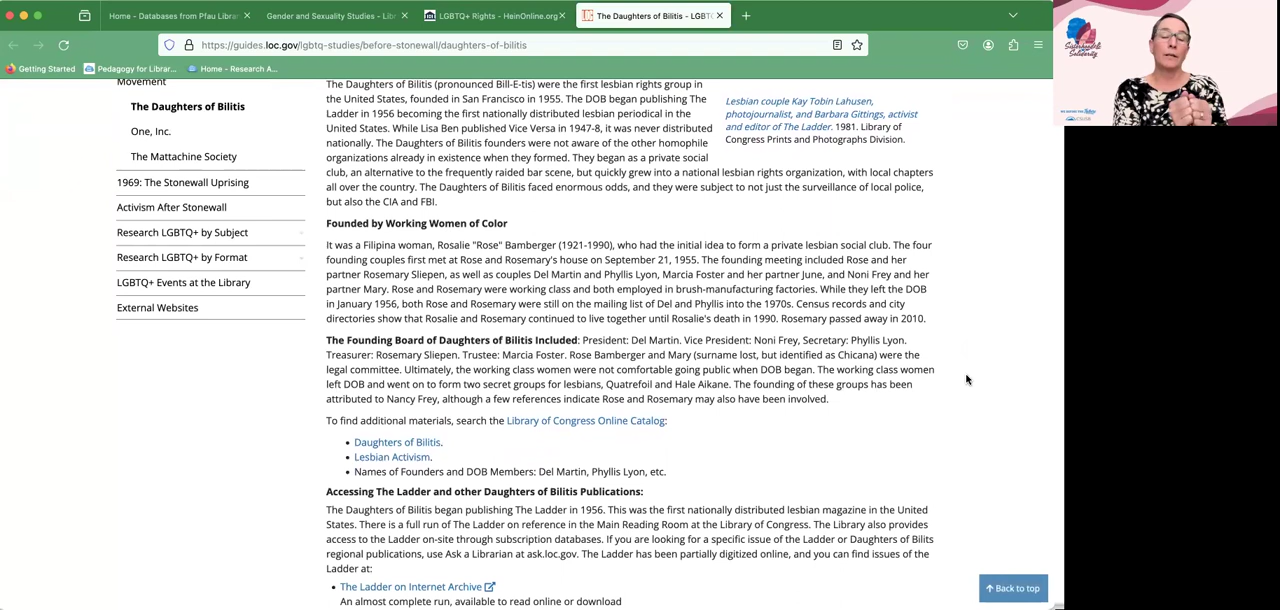 Home - Databases from Pfau Librar
Gender and Sexuality Studies - Lib
LGBTQ+ Rights - HeinOnline.org
The Daughters of Bilitis - LGBTQ
https://guides.loc.gov/lgbtq-studies/before-stonewall/daughters-of-bilitis
Getting Started
Pedagogy for Librar...
Home - Research A...
Sisterhood &
Solidarity
Movement
The Daughters of Bilitis
One, Inc.
The Mattachine Society
1969: The Stonewall Uprising
Activism After Stonewall
Research LGBTQ+ by Subject
Research LGBTQ+ by Format
LGBTQ+ Events at the Library
External Websites
The Daughters of Bilitis (pronounced Bill-E-tis) were the first lesbian rights group in
the United States, founded in San Francisco in 1955. The DOB began publishing The
Ladder in 1956 becoming the first nationally distributed lesbian periodical in the
United States. While Lisa Ben published Vice Versa in 1947-8, it was never distributed
nationally. The Daughters of Bilitis founders were not aware of the other homophile
organizations already in existence when they formed. They began as a private social
club, an alternative to the frequently raided bar scene, but quickly grew into a national lesbian rights organization, with local chapters
all over the country. The Daughters of Bilitis faced enormous odds, and they were subject to not just the surveillance of local police,
but also the CIA and FBI.
Lesbian couple Kay Tobin Lahusen,
photojournalist, and Barbara Gittings, activist
and editor of The Ladder. 1981. Library of
Congress Prints and Photographs Division.
Founded by Working Women of Color
It was a Filipina woman, Rosalie "Rose" Bamberger (1921-1990), who had the initial idea to form a private lesbian social club. The four
founding couples first met at Rose and Rosemary's house on September 21, 1955. The founding meeting included Rose and her
partner Rosemary Sliepen, as well as couples Del Martin and Phyllis Lyon, Marcia Foster and her partner June, and Noni Frey and her
partner Mary. Rose and Rosemary were working class and both employed in brush-manufacturing factories. While they left the DOB
in January 1956, both Rose and Rosemary were still on the mailing list of Del and Phyllis into the 1970s. Census records and city
directories show that Rosalie and Rosemary continued to live together until Rosalie's death in 1990. Rosemary passed away in 2010.
The Founding Board of Daughters of Bilitis Included: President: Del Martin. Vice President: Noni Frey, Secretary: Phyllis Lyon.
Treasurer: Rosemary Sliepen. Trustee: Marcia Foster. Rose Bamberger and Mary (surname lost, but identified as Chicana) were the
legal committee. Ultimately, the working class women were not comfortable going public when DOB began. The working class women
left DOB and went on to form two secret groups for lesbians, Quatrefoil and Hale Aikane. The founding of these groups has been
attributed to Nancy Frey, although a few references indicate Rose and Rosemary may also have been involved.
To find additional materials, search the Library of Congress Online Catalog:
• Daughters of Bilitis.
• Lesbian Activism.
• Names of Founders and DOB Members: Del Martin, Phyllis Lyon, etc.
Accessing The Ladder and other Daughters of Bilitis Publications:
The Daughters of Bilitis began publishing The Ladder in 1956. This was the first nationally distributed lesbian magazine in the United
States. There is a full run of The Ladder on reference in the Main Reading Room at the Library of Congress. The Library also provides
access to the Ladder on-site through subscription databases. If you are looking for a specific issue of the Ladder or Daughters of Bilits
regional publications, use Ask a Librarian at ask.loc.gov. The Ladder has been partially digitized online, and you can find issues of the
Ladder at:
• The Ladder on Internet Archive
An almost complete run, available to read online or download
Back to top